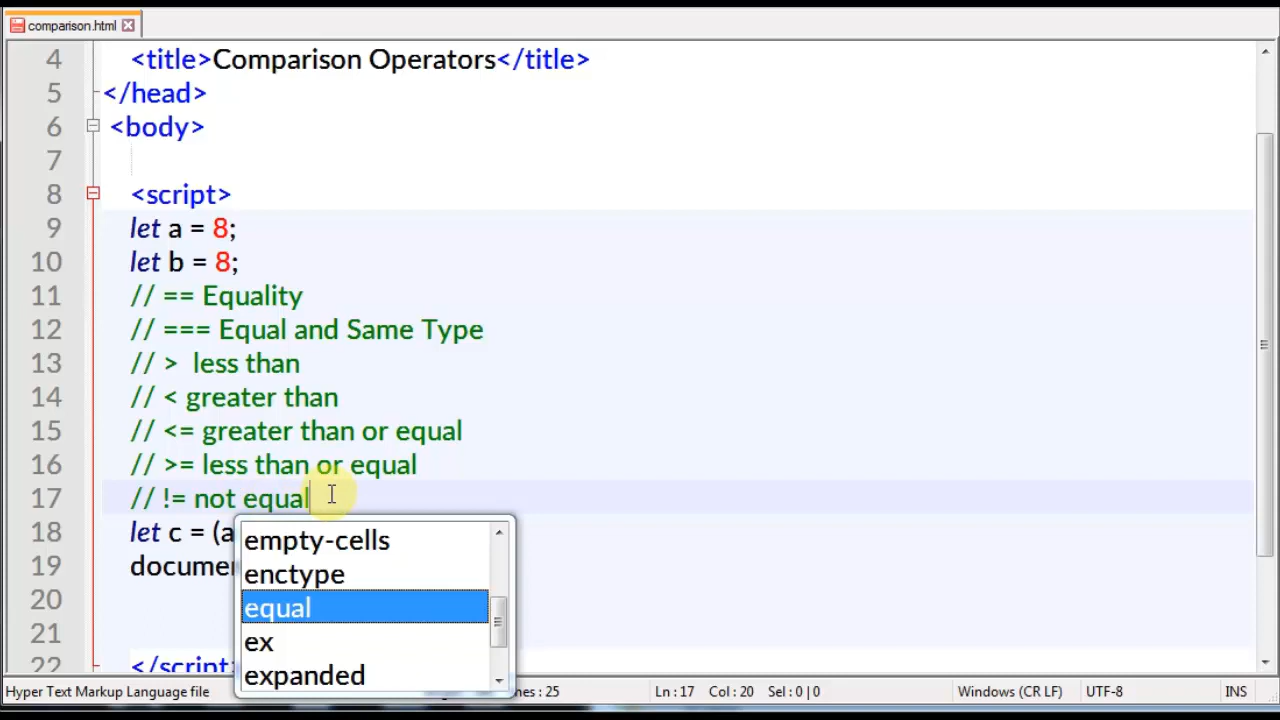 comparison.html
4 <title>Comparison Operators</title>
5 </head>
6 <body>
7
8 <script>
9 let a = 8;
10 let b = 8;
11 // == Equality
12 // === Equal and Same Type
13 // > less than
14 // < greater than
15 // <= greater than or equal
16 // >= less than or equal
17 // != not equal
18 let c = (a
19 documen
20
21
22 </script>
empty-cells
enctype
equal
ex
expanded
Hyper Text Markup Language file nes : 25 Ln : 17 Col : 20 Sel : 0 | 0 Windows (CR LF) UTF-8 INS